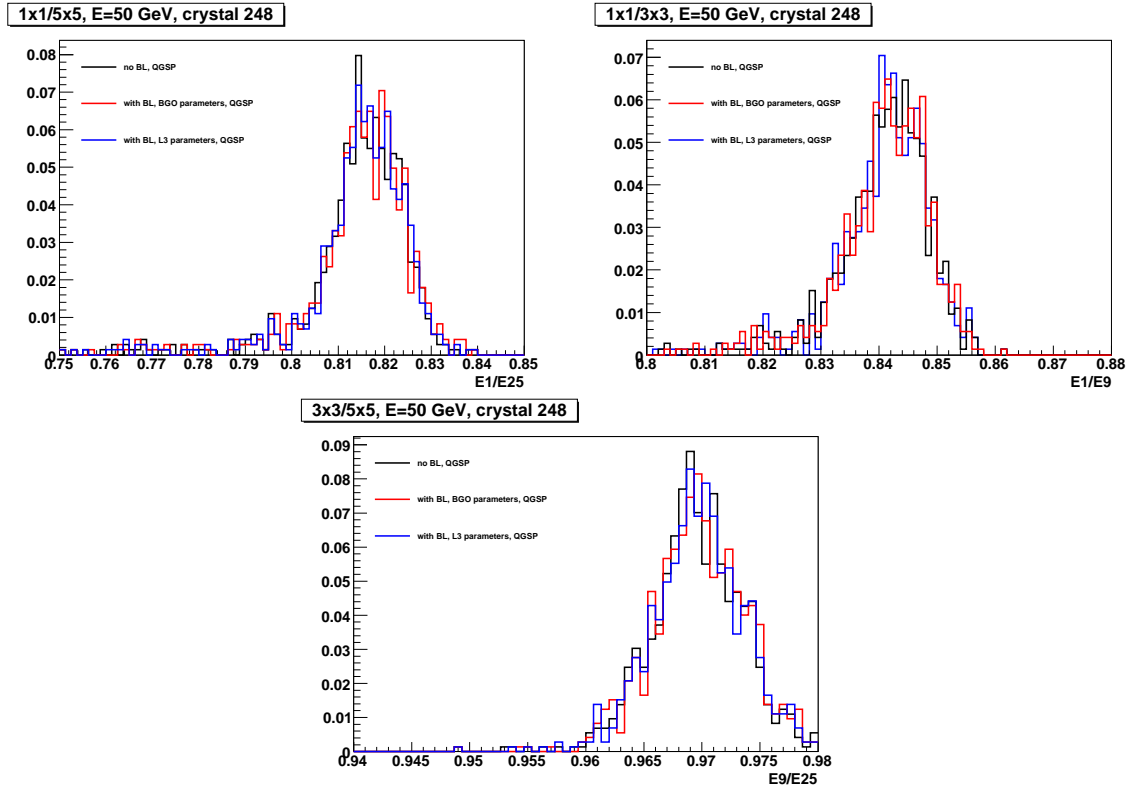 1x1/5x5, E=50 GeV, crystal 248
0.08
0.07
0.06
0.05
0.04
0.03
0.02
0.01
0
no BL, QGSP
with BL, BGO parameters, QGSP
with BL, L3 parameters, QGSP
0.75 0.76 0.77 0.78 0.79 0.8 0.81 0.82 0.83 0.84 0.85
E1/E25
1x1/3x3, E=50 GeV, crystal 248
0.07
0.06
0.05
0.04
0.03
0.02
0.01
0
no BL, QGSP
with BL, BGO parameters, QGSP
with BL, L3 parameters, QGSP
0.8 0.81 0.82 0.83 0.84 0.85 0.86 0.87 0.88
E1/E9
3x3/5x5, E=50 GeV, crystal 248
0.09
0.08
0.07
0.06
0.05
0.04
0.03
0.02
0.01
0
no BL, QGSP
with BL, BGO parameters, QGSP
with BL, L3 parameters, QGSP
0.94 0.945 0.95 0.955 0.96 0.965 0.97 0.975 0.98
E9/E25